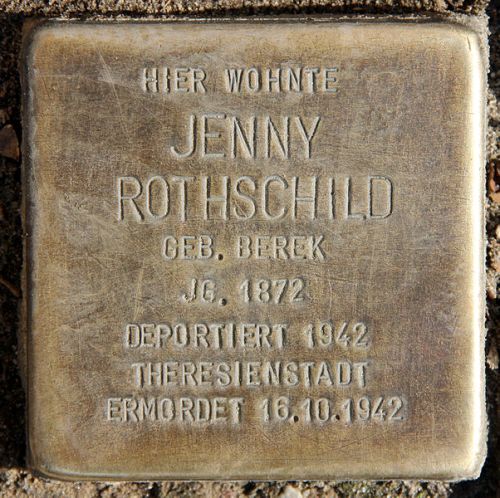 HIER WOHNTE
JENNY
ROTHSCHILD
GEB. BEREK
JG. 1872
DEPORTIERT 1942
THERESIENSTADT
ERMORDET 16.10.1942